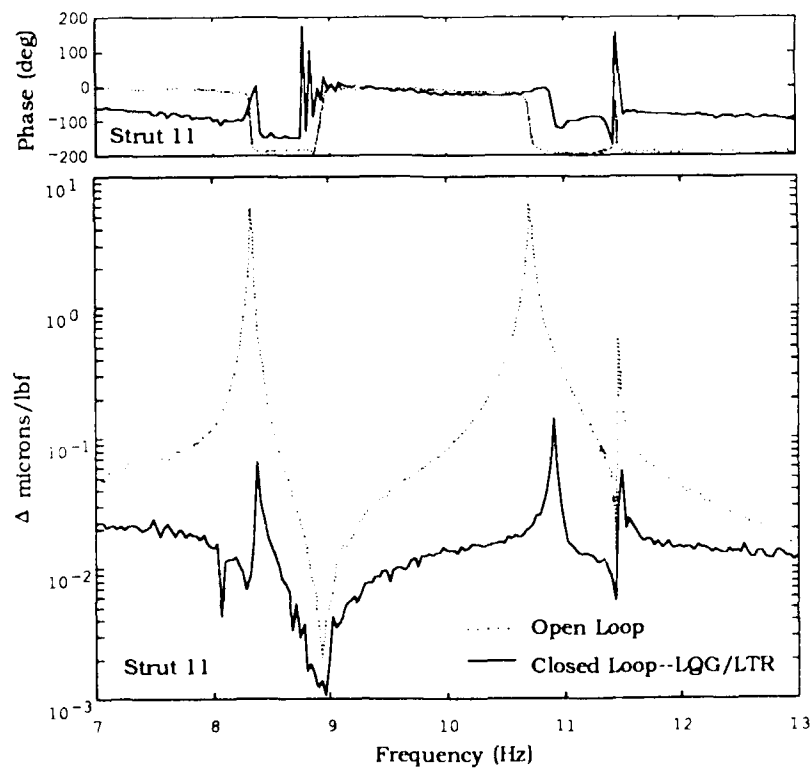 200
100
0
-100
-200
Phase (deg)
Strut 11
10^1
10^0
10^-1
10^-2
10^-3
Δ microns/lbf
Open Loop
Closed Loop--LQG/LTR
Strut 11
7 8 9 10 11 12 13
Frequency (Hz)